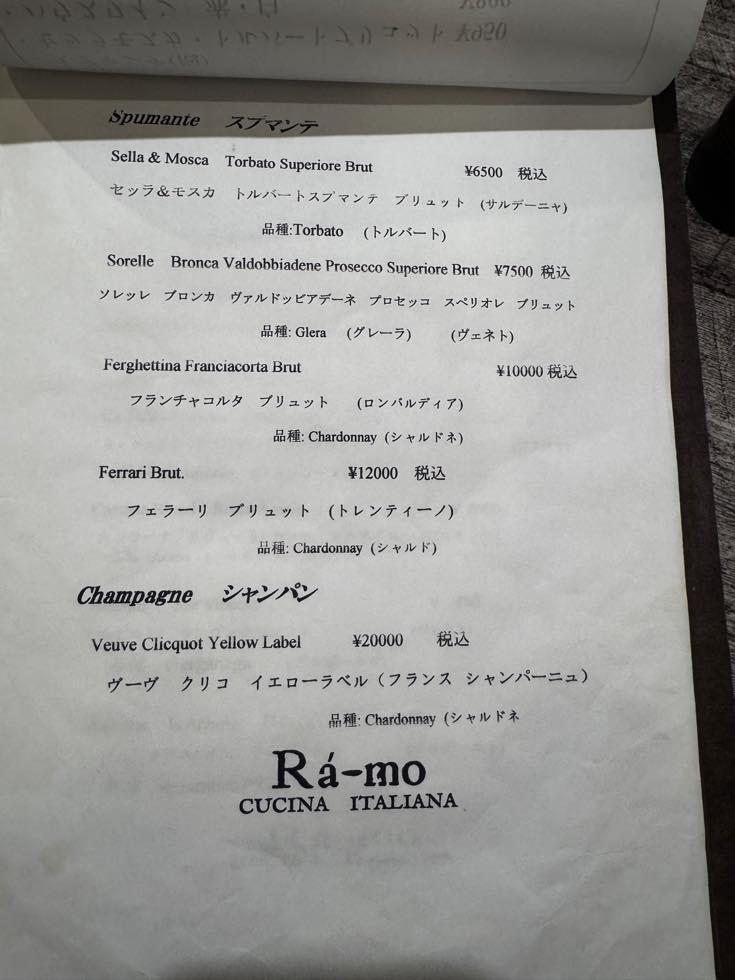 Spumante スプマンテ
Sella & Mosca Torbato Superiore Brut ¥6500 税込
セッラ&モスカ トルバートスプマンテ ブリュット (サルデーニャ)
品種:Torbato (トルバート)
Sorelle Bronca Valdobbiadene Prosecco Superiore Brut ¥7500 税込
ソレッレ ブロンカ ヴァルドッビアデーネ プロセッコ スペリオレ ブリュット
品種: Glera (グレーラ) (ヴェネト)
Ferghettina Franciacorta Brut ¥10000 税込
フランチャコルタ ブリュット (ロンバルディア)
品種: Chardonnay (シャルドネ)
Ferrari Brut. ¥12000 税込
フェラーリ ブリュット (トレンティーノ)
品種: Chardonnay (シャルド)
Champagne シャンパン
Veuve Clicquot Yellow Label ¥20000 税込
ヴーヴ クリコ イエローラベル（フランス シャンパーニュ）
品種: Chardonnay (シャルドネ
Rá-mo
CUCINA ITALIANA